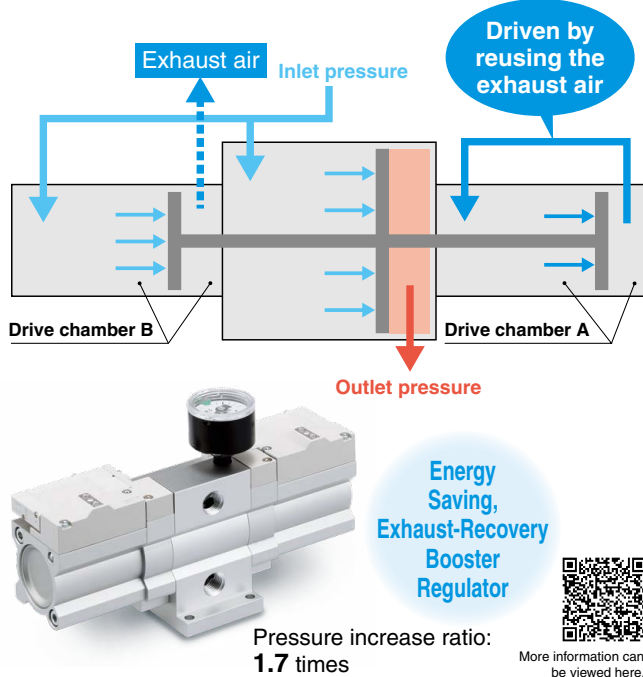 Driven by
reusing the
exhaust air
Exhaust air
Inlet pressure
Drive chamber B
Drive chamber A
Outlet pressure
Energy
Saving,
Exhaust-Recovery
Booster
Regulator
Pressure increase ratio:
1.7 times
More information can
be viewed here.